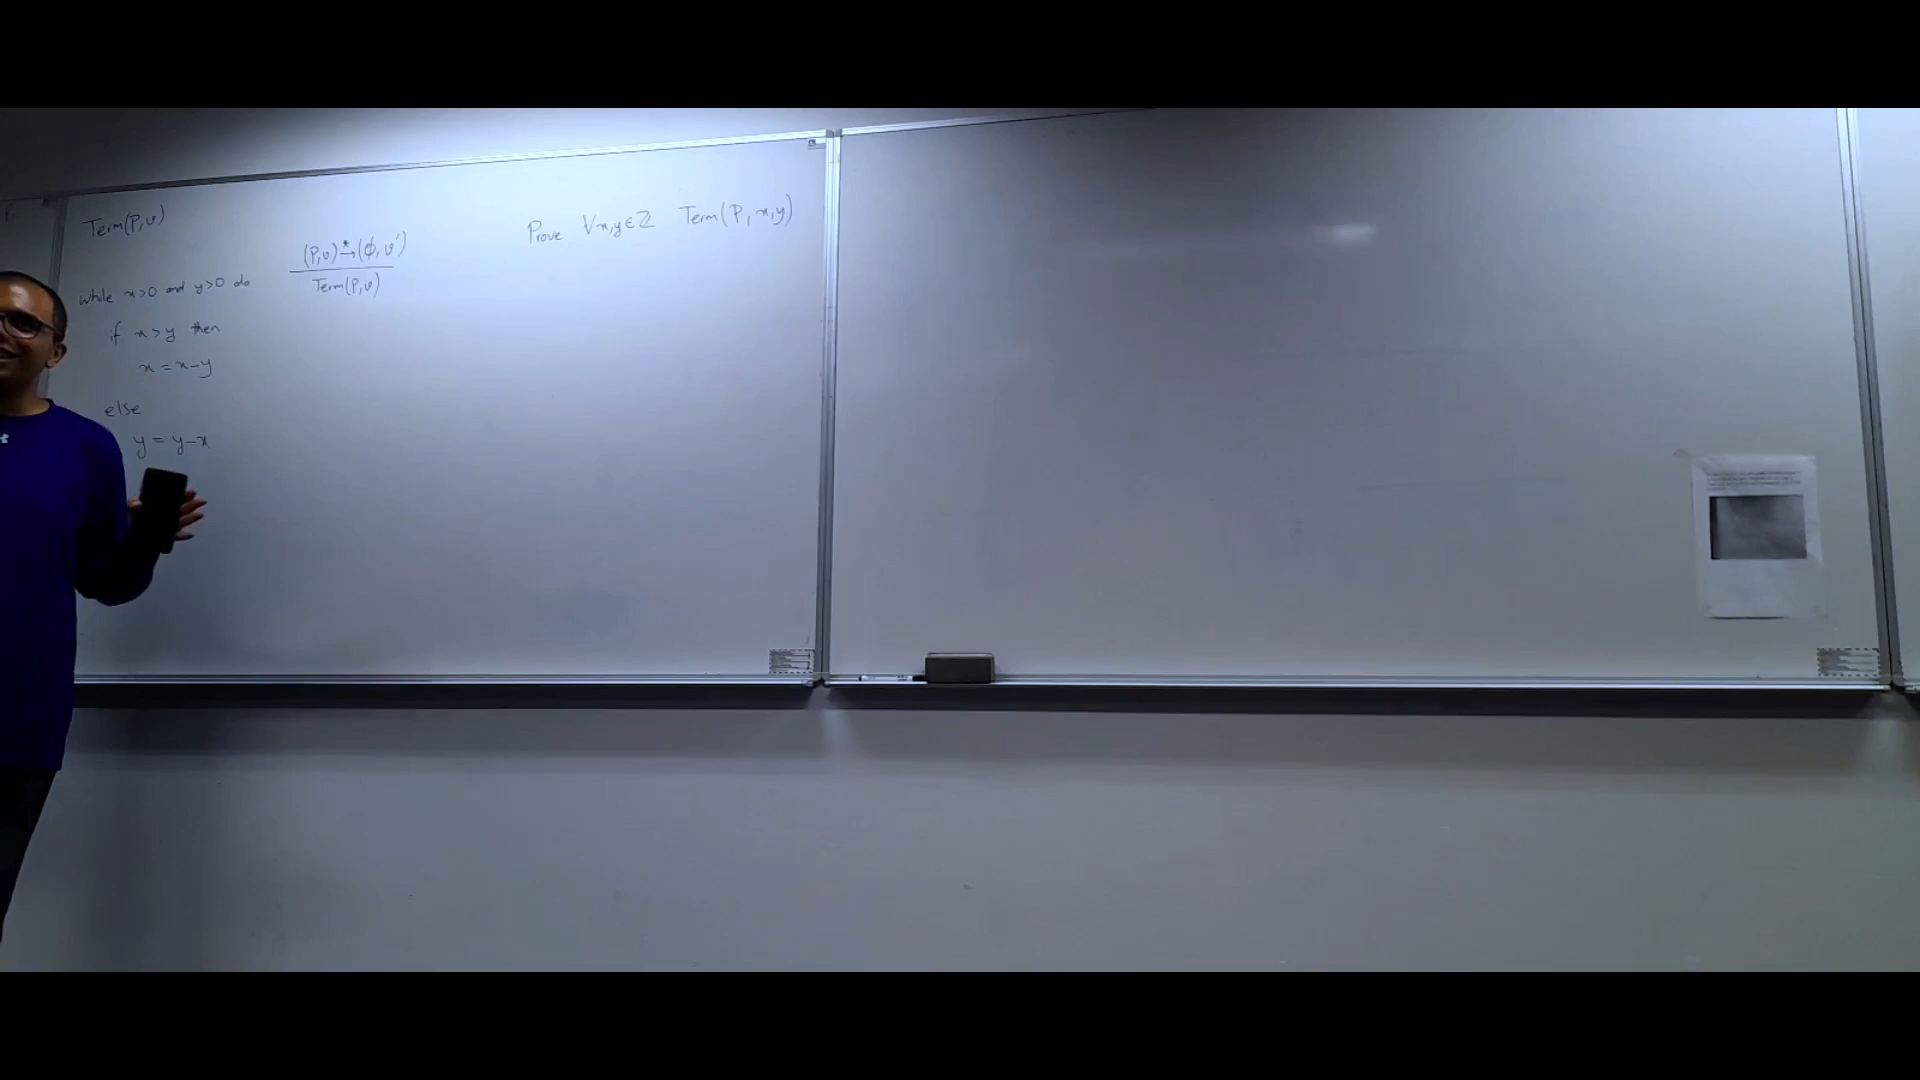 Term(P,v)
(P,v) →* (ϕ, v')
Term(P,v)
Prove ∀x,y∈ℤ Term(P, x,y)
while x>0 and y>0 do
if x>y then
x = x-y
else
y = y-x